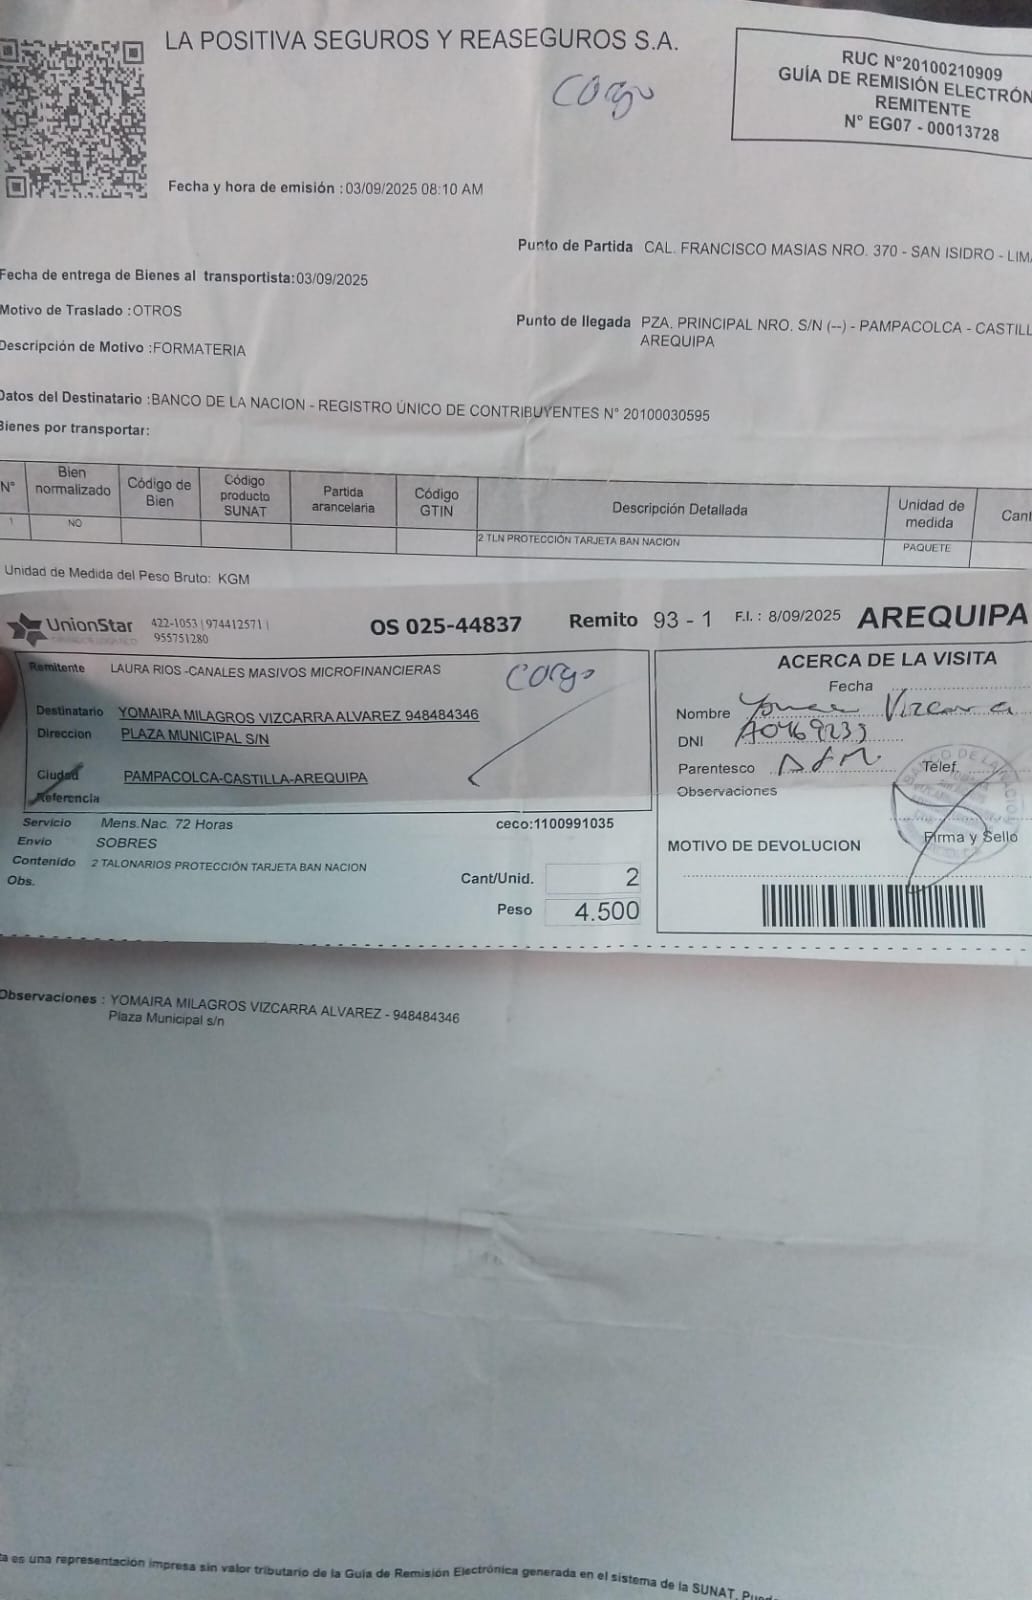 LA POSITIVA SEGUROS Y REASEGUROS S.A.
Cargo
RUC N°20100210909
GUÍA DE REMISIÓN ELECTRÓN
REMITENTE
N° EG07 - 00013728
Fecha y hora de emisión :03/09/2025 08:10 AM
Punto de Partida CAL. FRANCISCO MASIAS NRO. 370 - SAN ISIDRO - LIMA
Fecha de entrega de Bienes al transportista:03/09/2025
Motivo de Traslado :OTROS
Punto de llegada PZA. PRINCIPAL NRO. S/N (--) - PAMPACOLCA - CASTILL
AREQUIPA
Descripción de Motivo :FORMATERIA
Datos del Destinatario :BANCO DE LA NACION - REGISTRO ÚNICO DE CONTRIBUYENTES N° 20100030595
Bienes por transportar:
N° Bien normalizado Código de Bien Código producto SUNAT Partida arancelaria Código GTIN Descripción Detallada Unidad de medida Cant
1 NO 2 TLN PROTECCIÓN TARJETA BAN NACION PAQUETE
Unidad de Medida del Peso Bruto: KGM
UnionStar 422-1053 | 974412571 |
955751280
OS 025-44837 Remito 93 - 1 F.I. : 8/09/2025 AREQUIPA
Remitente LAURA RIOS -CANALES MASIVOS MICROFINANCIERAS
Cargo
Destinatario YOMAIRA MILAGROS VIZCARRA ALVAREZ 948484346
Direccion PLAZA MUNICIPAL S/N
Ciudad PAMPACOLCA-CASTILLA-AREQUIPA
Referencia
Servicio Mens.Nac. 72 Horas ceco:1100991035
Envio SOBRES
Contenido 2 TALONARIOS PROTECCIÓN TARJETA BAN NACION
Obs.
Cant/Unid. 2
Peso 4.500
ACERCA DE LA VISITA
Fecha
Nombre Vizcarra
DNI
Parentesco
Telef.
Observaciones
Firma y Sello
MOTIVO DE DEVOLUCION
Observaciones : YOMAIRA MILAGROS VIZCARRA ALVAREZ - 948484346
Plaza Municipal s/n
ta es una representación impresa sin valor tributario de la Guia de Remisión Electrónica generada en el sistema de la SUNAT. Pued